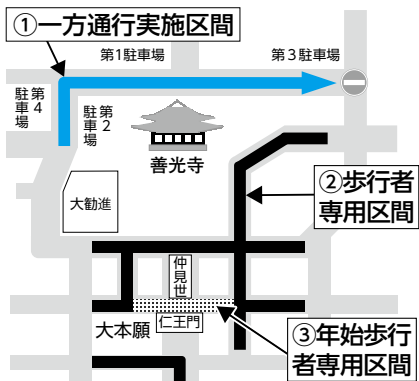 ①一方通行実施区間
第1駐車場
第3駐車場
第4
駐車場
第2
駐車場
善光寺
大勧進
②歩行者
専用区間
仲見世
仁王門
大本願
③年始歩行
者専用区間